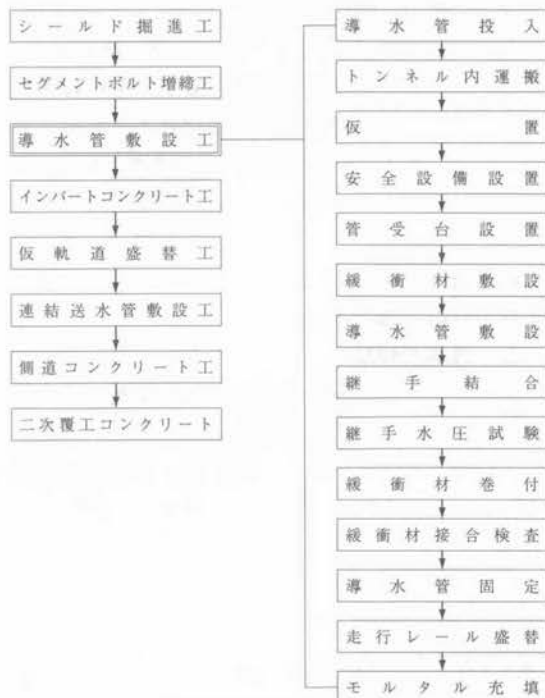 シールド掘進工
セグメントボルト増締工
導水管敷設工
インバートコンクリート工
仮軌道盛替工
連結送水管敷設工
側道コンクリート工
二次覆工コンクリート
導水管投入
トンネル内運搬
仮置
安全設備設置
管受台設置
緩衝材敷設
導水管敷設
継手結合
継手水圧試験
緩衝材巻付
緩衝材接合検査
導水管固定
走行レール盛替
モルタル充填